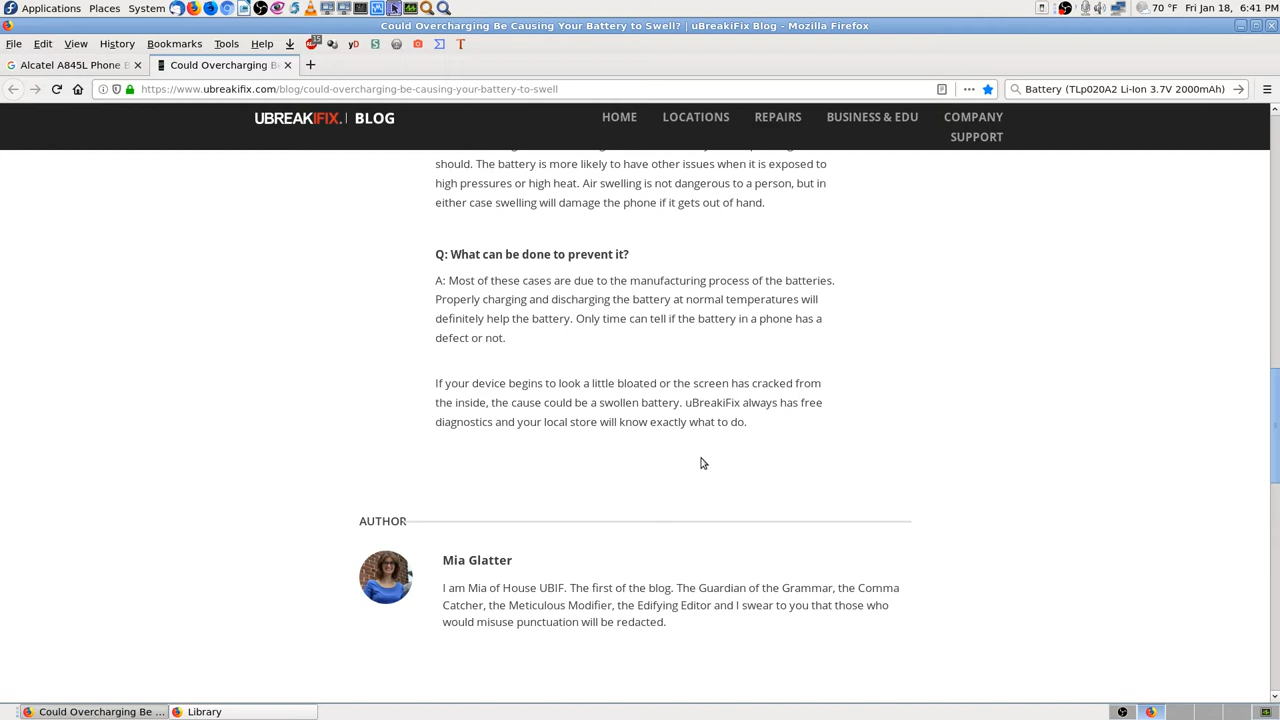 Applications Places System 70 °F Fri Jan 18, 6:41 PM
Could Overcharging Be Causing Your Battery to Swell? | uBreakiFix Blog - Mozilla Firefox
File Edit View History Bookmarks Tools Help
Alcatel A845L Phone B Could Overcharging B
https://www.ubreakifix.com/blog/could-overcharging-be-causing-your-battery-to-swell Battery (TLp020A2 Li-Ion 3.7V 2000mAh)
UBREAKIFIX. | BLOG HOME LOCATIONS REPAIRS BUSINESS & EDU COMPANY
SUPPORT
should. The battery is more likely to have other issues when it is exposed to
high pressures or high heat. Air swelling is not dangerous to a person, but in
either case swelling will damage the phone if it gets out of hand.
Q: What can be done to prevent it?
A: Most of these cases are due to the manufacturing process of the batteries.
Properly charging and discharging the battery at normal temperatures will
definitely help the battery. Only time can tell if the battery in a phone has a
defect or not.
If your device begins to look a little bloated or the screen has cracked from
the inside, the cause could be a swollen battery. uBreakiFix always has free
diagnostics and your local store will know exactly what to do.
AUTHOR
Mia Glatter
I am Mia of House UBIF. The first of the blog. The Guardian of the Grammar, the Comma
Catcher, the Meticulous Modifier, the Edifying Editor and I swear to you that those who
would misuse punctuation will be redacted.
Could Overcharging Be ... Library